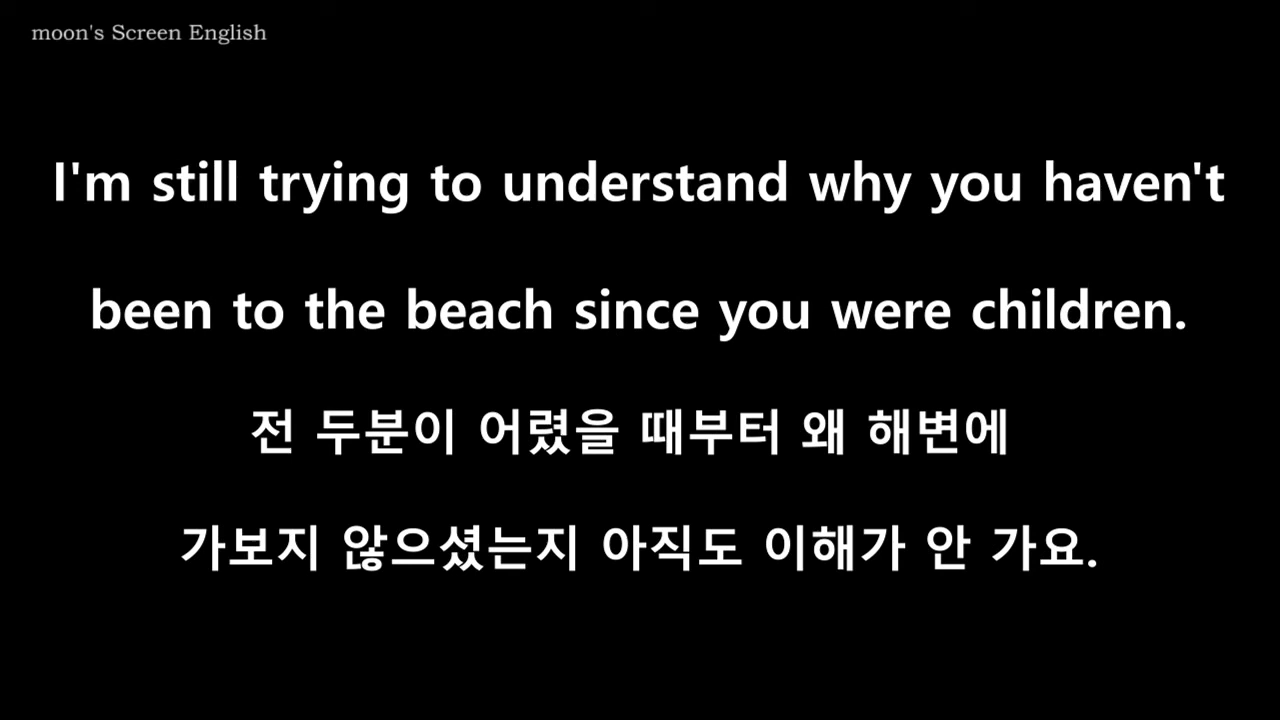 moon's Screen English
I'm still trying to understand why you haven't
been to the beach since you were children.
전 두분이 어렸을 때부터 왜 해변에
가보지 않으셨는지 아직도 이해가 안 가요.